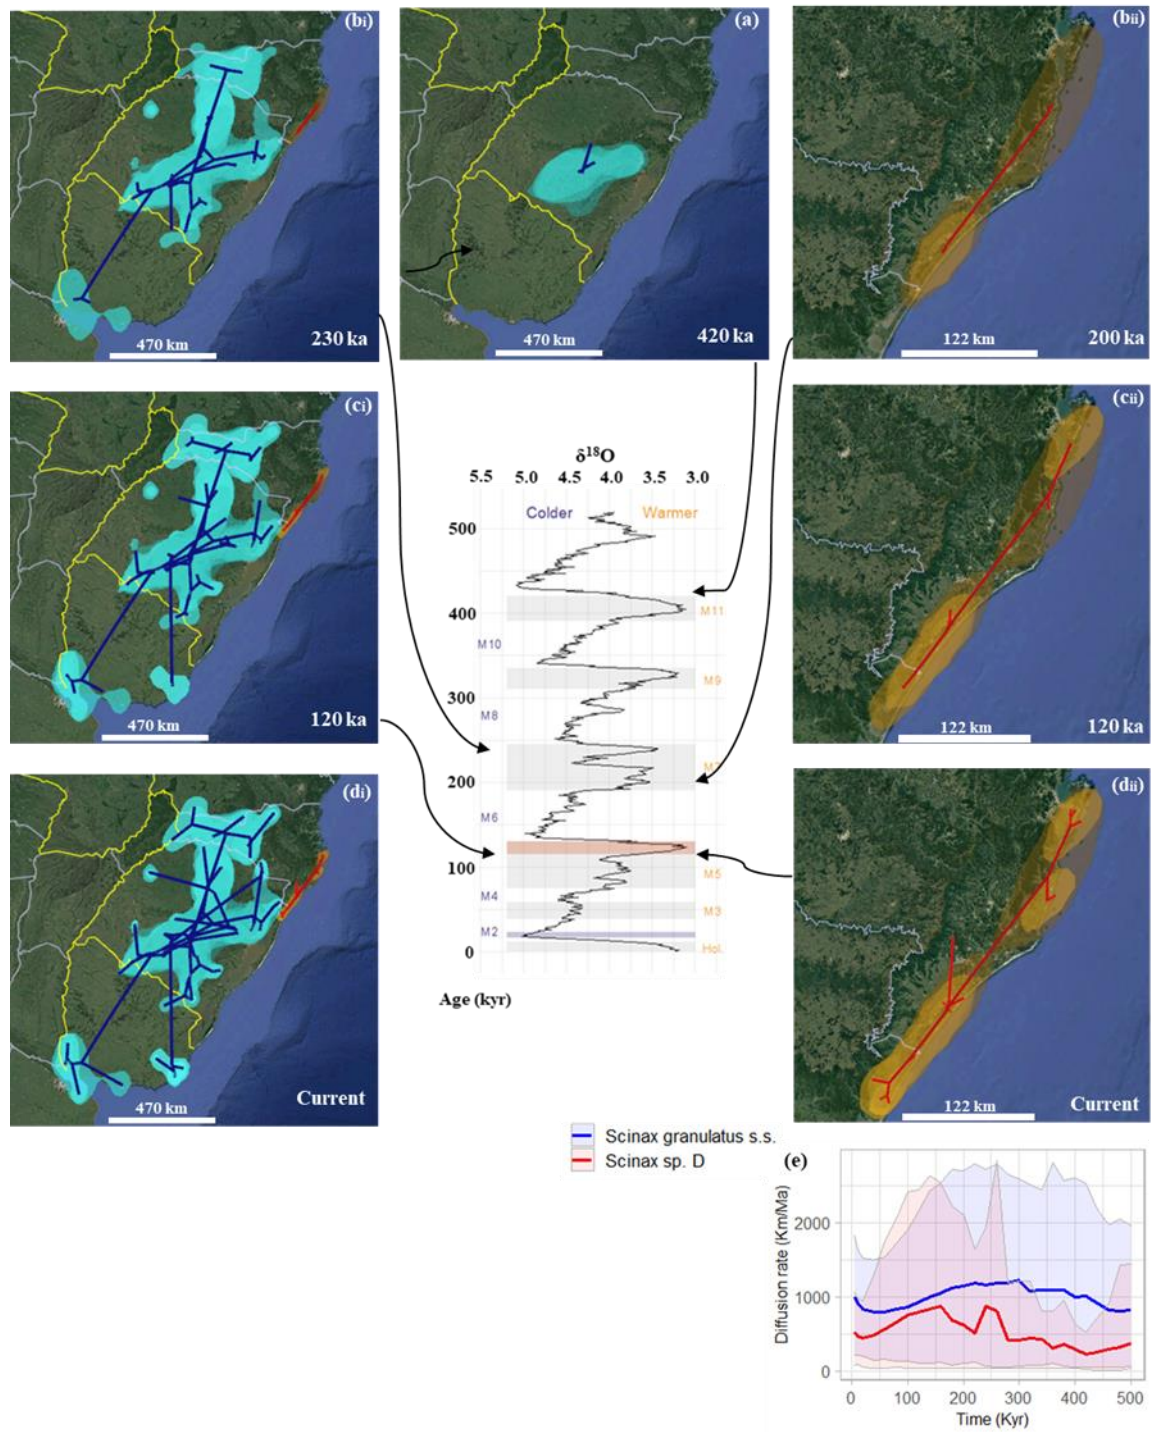 (bi)
230 ka
470 km
(a)
420 ka
470 km
(bii)
200 ka
122 km
(ci)
120 ka
470 km
(cii)
120 ka
122 km
(di)
Current
470 km
(dii)
Current
122 km
δ18O
5.5 5.0 4.5 4.0 3.5 3.0
Colder Warmer
500
400
M11
M10
300
M9
M8
200
M7
M6
100
M5
M4
M3
M2
0
Hol.
Age (kyr)
Scinax granulatus s.s.
Scinax sp. D
(e)
Diffusion rate (Km/Ma)
2000
1000
0
0 100 200 300 400 500
Time (Kyr)